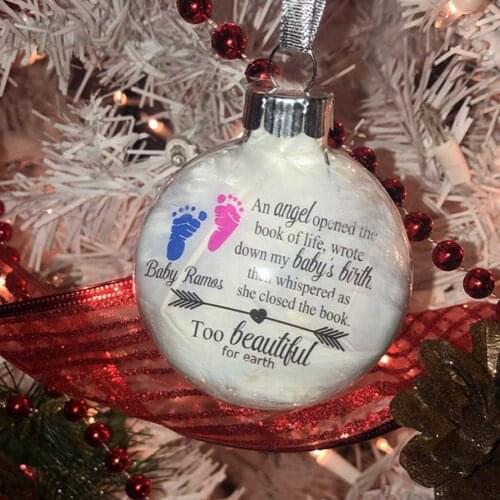 An angel opened the
book of life, wrote
down my baby's birth.
then whispered as
she closed the book.
Baby Ramos
Too beautiful
for earth